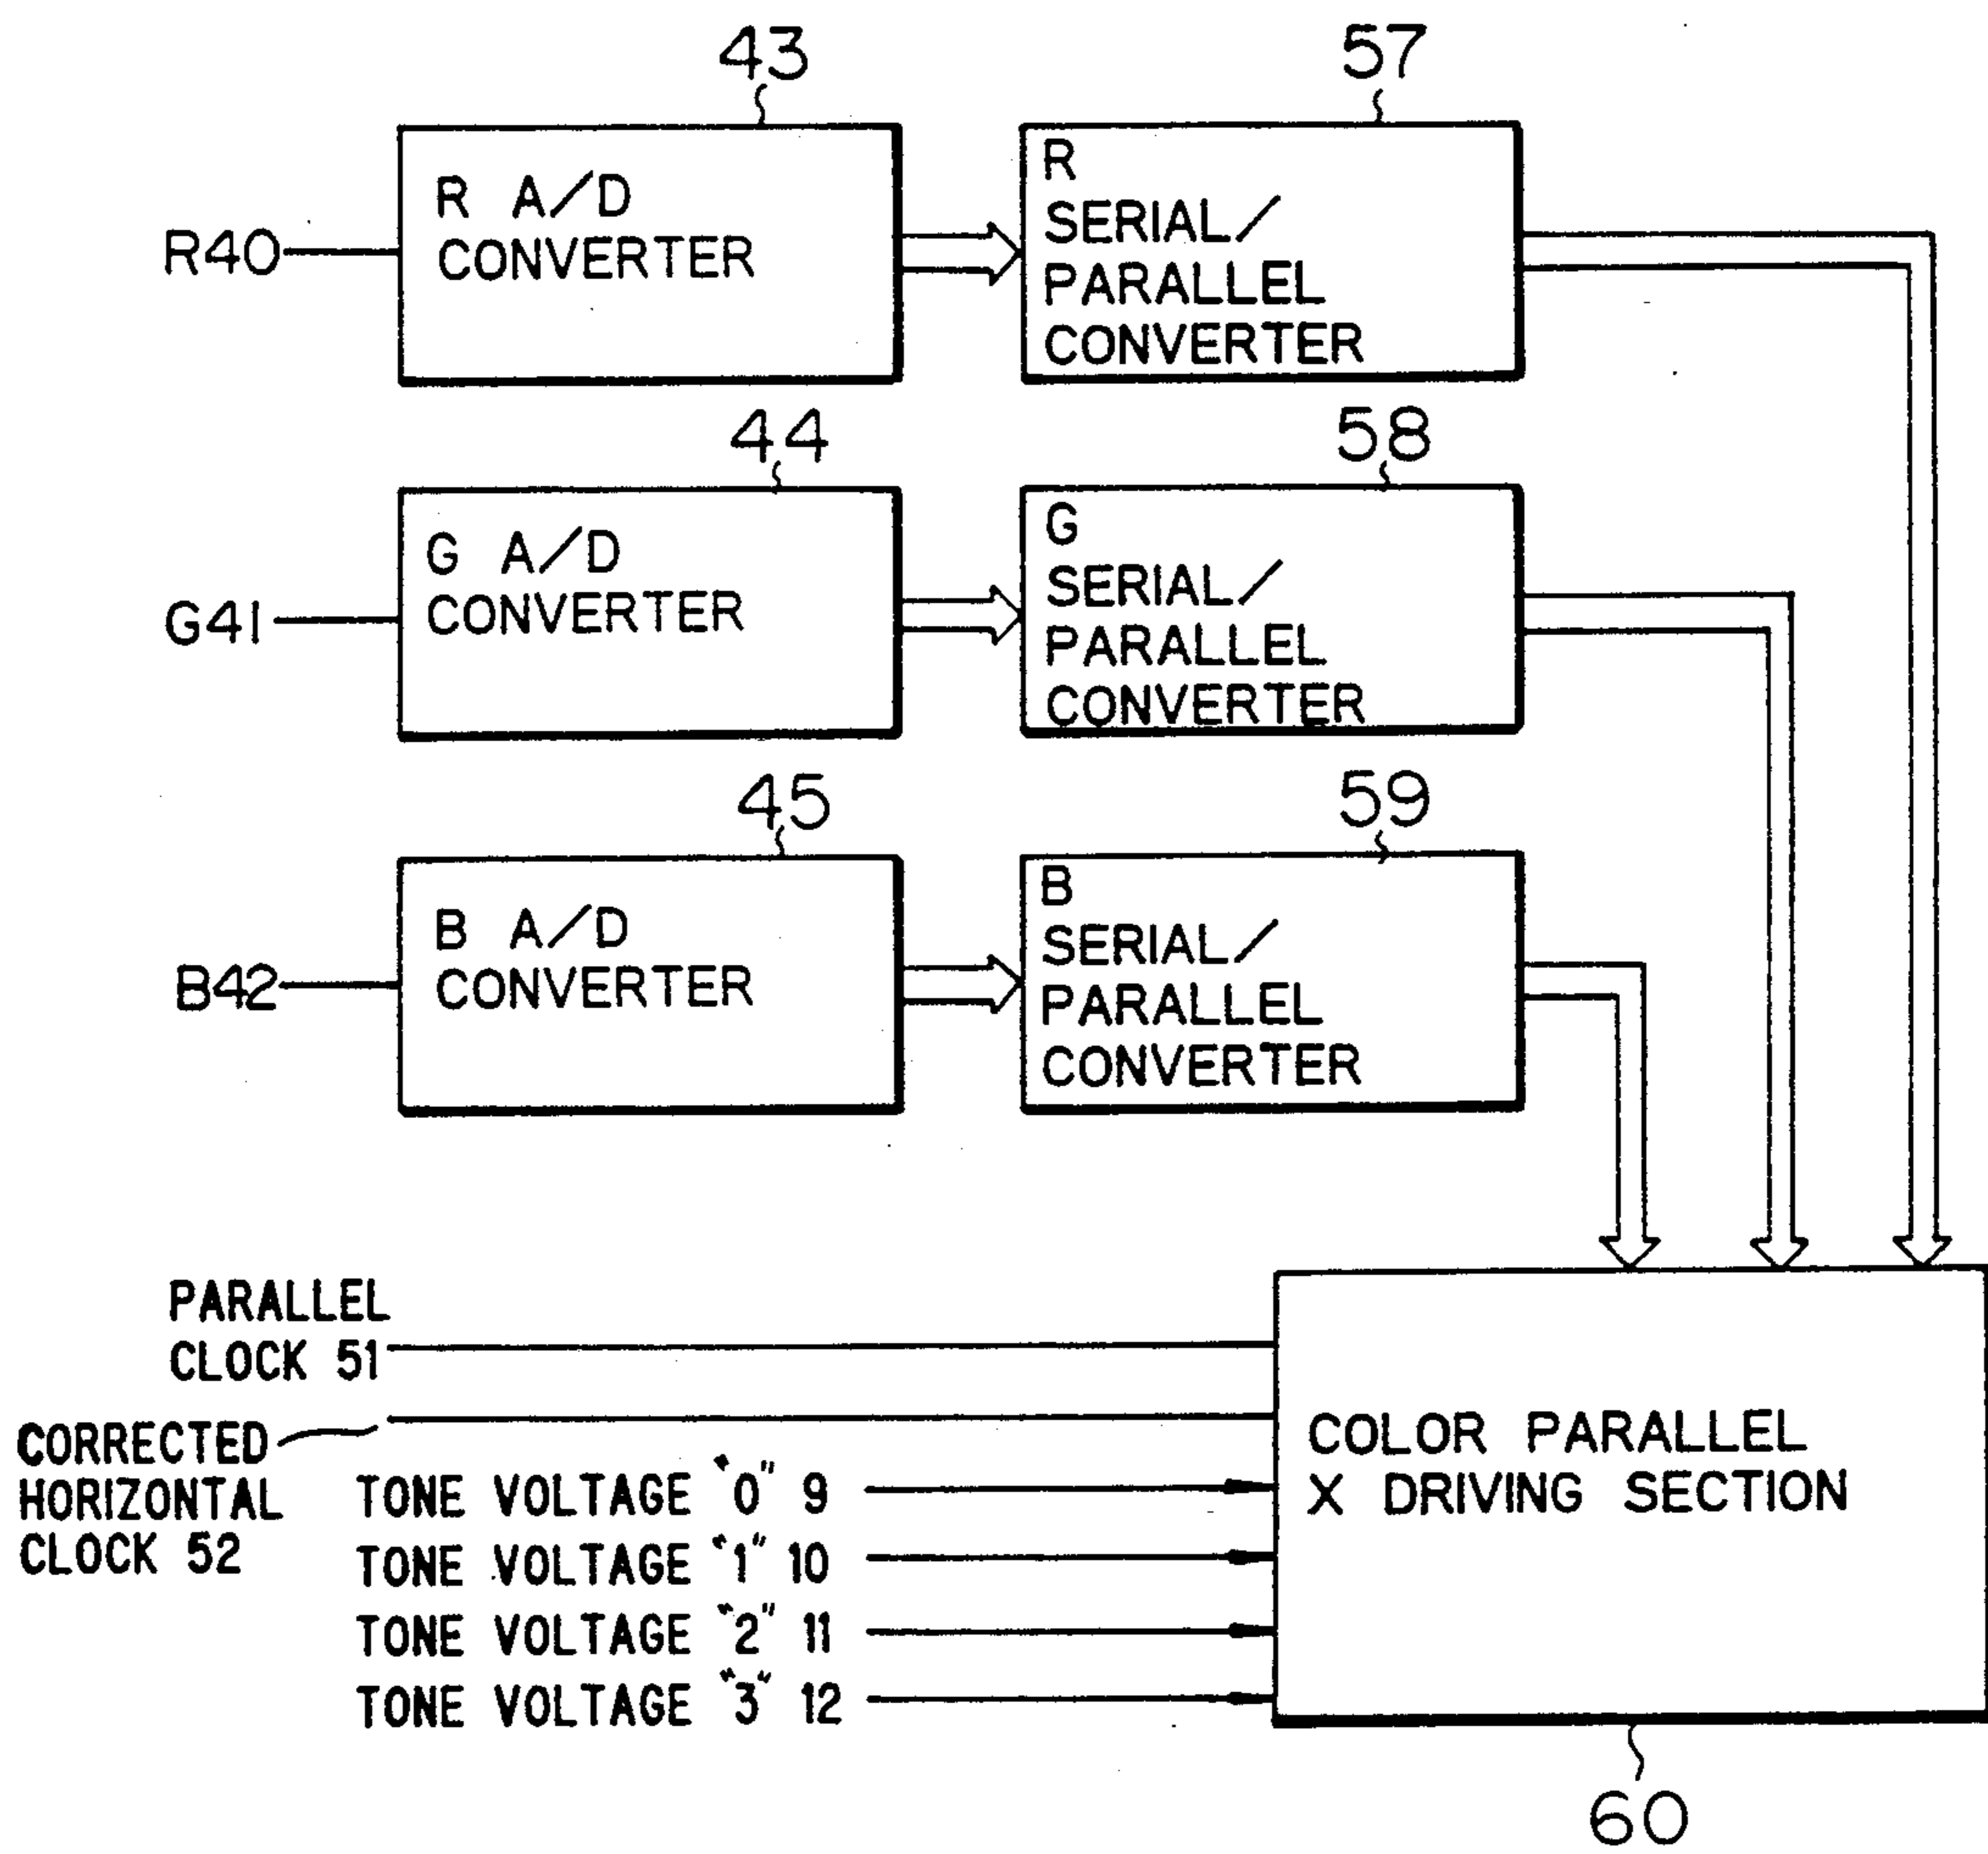 43
57
R A/D
CONVERTER
R
SERIAL/
PARALLEL
CONVERTER
R40
44
58
G A/D
CONVERTER
G
SERIAL/
PARALLEL
CONVERTER
G41
45
59
B A/D
CONVERTER
B
SERIAL/
PARALLEL
CONVERTER
B42
PARALLEL
CLOCK 51
CORRECTED
HORIZONTAL
CLOCK 52
TONE VOLTAGE "0" 9
TONE VOLTAGE "1" 10
TONE VOLTAGE "2" 11
TONE VOLTAGE "3" 12
COLOR PARALLEL
X DRIVING SECTION
60